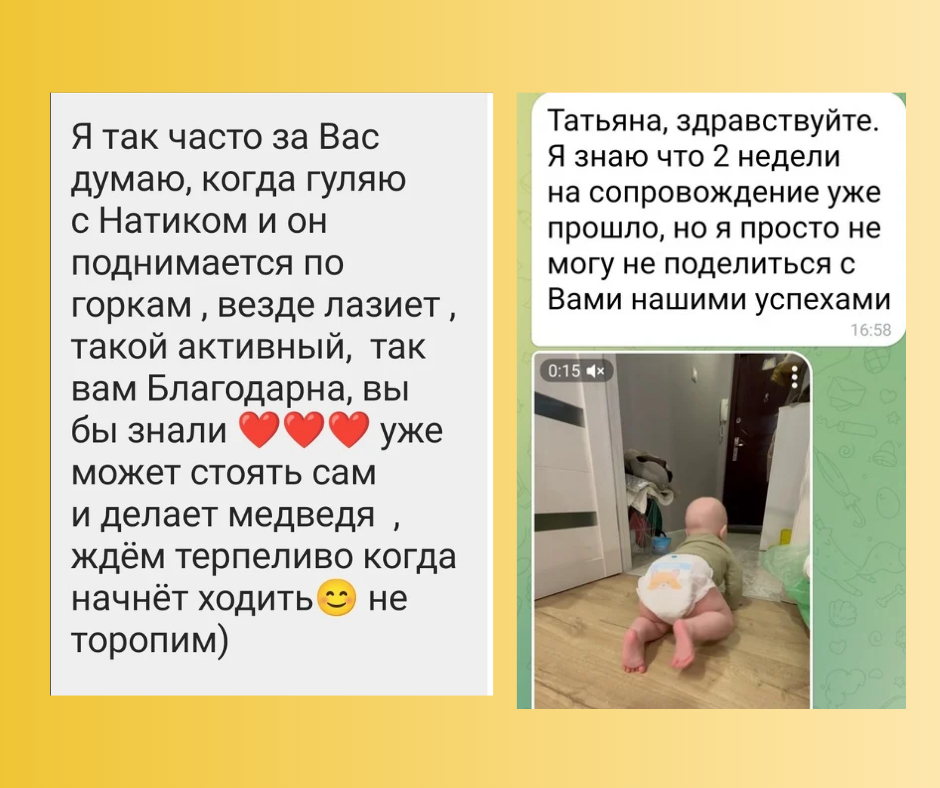 Я так часто за Вас
думаю, когда гуляю
с Натиком и он
поднимается по
горкам , везде лазиет ,
такой активный,  так
вам Благодарна, вы
бы знали ❤️❤️❤️ уже
может стоять сам
и делает медведя  ,
ждём терпеливо когда
начнёт ходить😊 не
торопим)
Татьяна, здравствуйте.
Я знаю что 2 недели
на сопровождение уже
прошло, но я просто не
могу не поделиться с
Вами нашими успехами
16:58
0:15